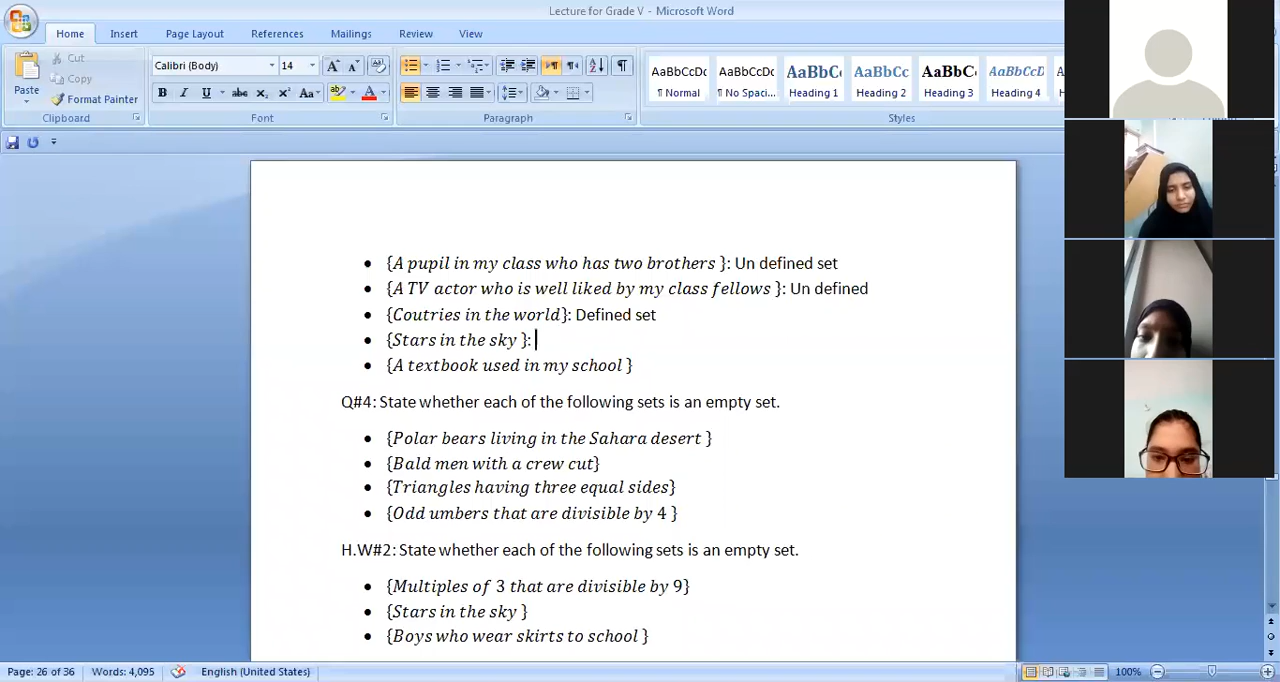 Lecture for Grade V - Microsoft Word
Home Insert Page Layout References Mailings Review View
Paste
Cut
Copy
Format Painter
Clipboard
Calibri (Body) 14
B I U abc X₂ X² Aa
Font
Paragraph
AaBbCcDc AaBbCcDc AaBbC AaBbCc AaBbCc AaBbCcD
¶ Normal ¶ No Spaci... Heading 1 Heading 2 Heading 3 Heading 4
Styles
• {A pupil in my class who has two brothers }: Un defined set
• {A TV actor who is well liked by my class fellows }: Un defined
• {Coutries in the world}: Defined set
• {Stars in the sky }:
• {A textbook used in my school }
Q#4: State whether each of the following sets is an empty set.
• {Polar bears living in the Sahara desert }
• {Bald men with a crew cut}
• {Triangles having three equal sides}
• {Odd umbers that are divisible by 4 }
H.W#2: State whether each of the following sets is an empty set.
• {Multiples of 3 that are divisible by 9}
• {Stars in the sky }
• {Boys who wear skirts to school }
Page: 26 of 36 Words: 4,095 English (United States) 100%